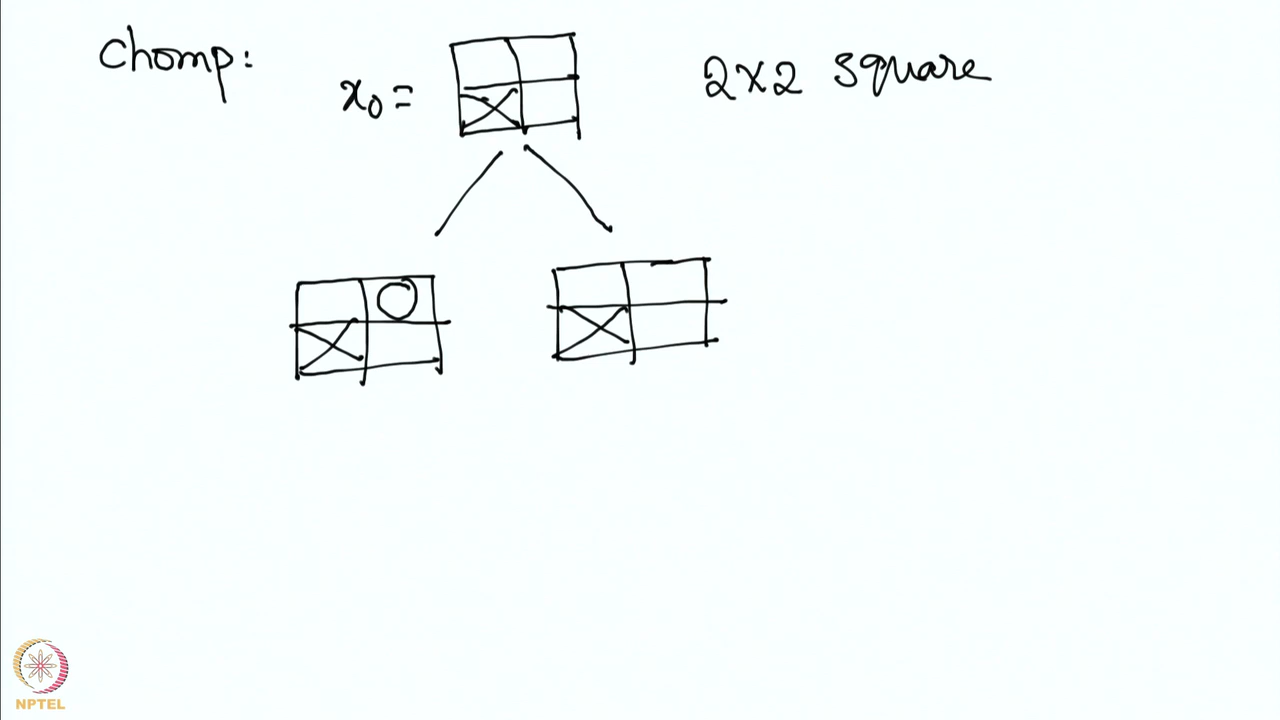 Chomp:
x₀ =
2x2 square
NPTEL